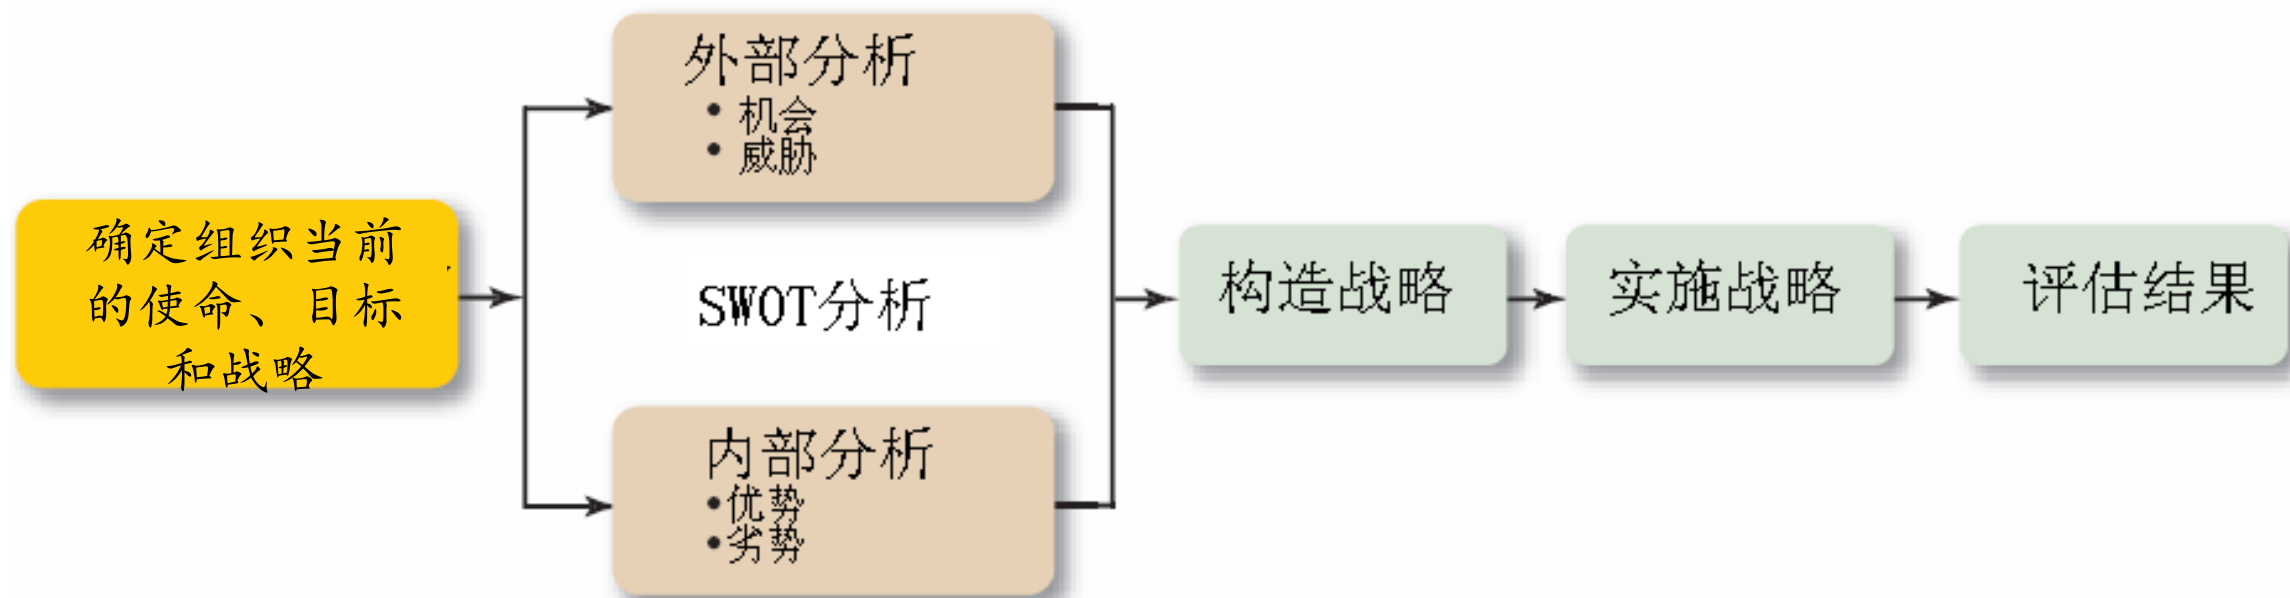 确定组织当前
的使命、目标
和战略
外部分析
• 机会
• 威胁
SWOT分析
内部分析
•优势
•劣势
构造战略
实施战略
评估结果